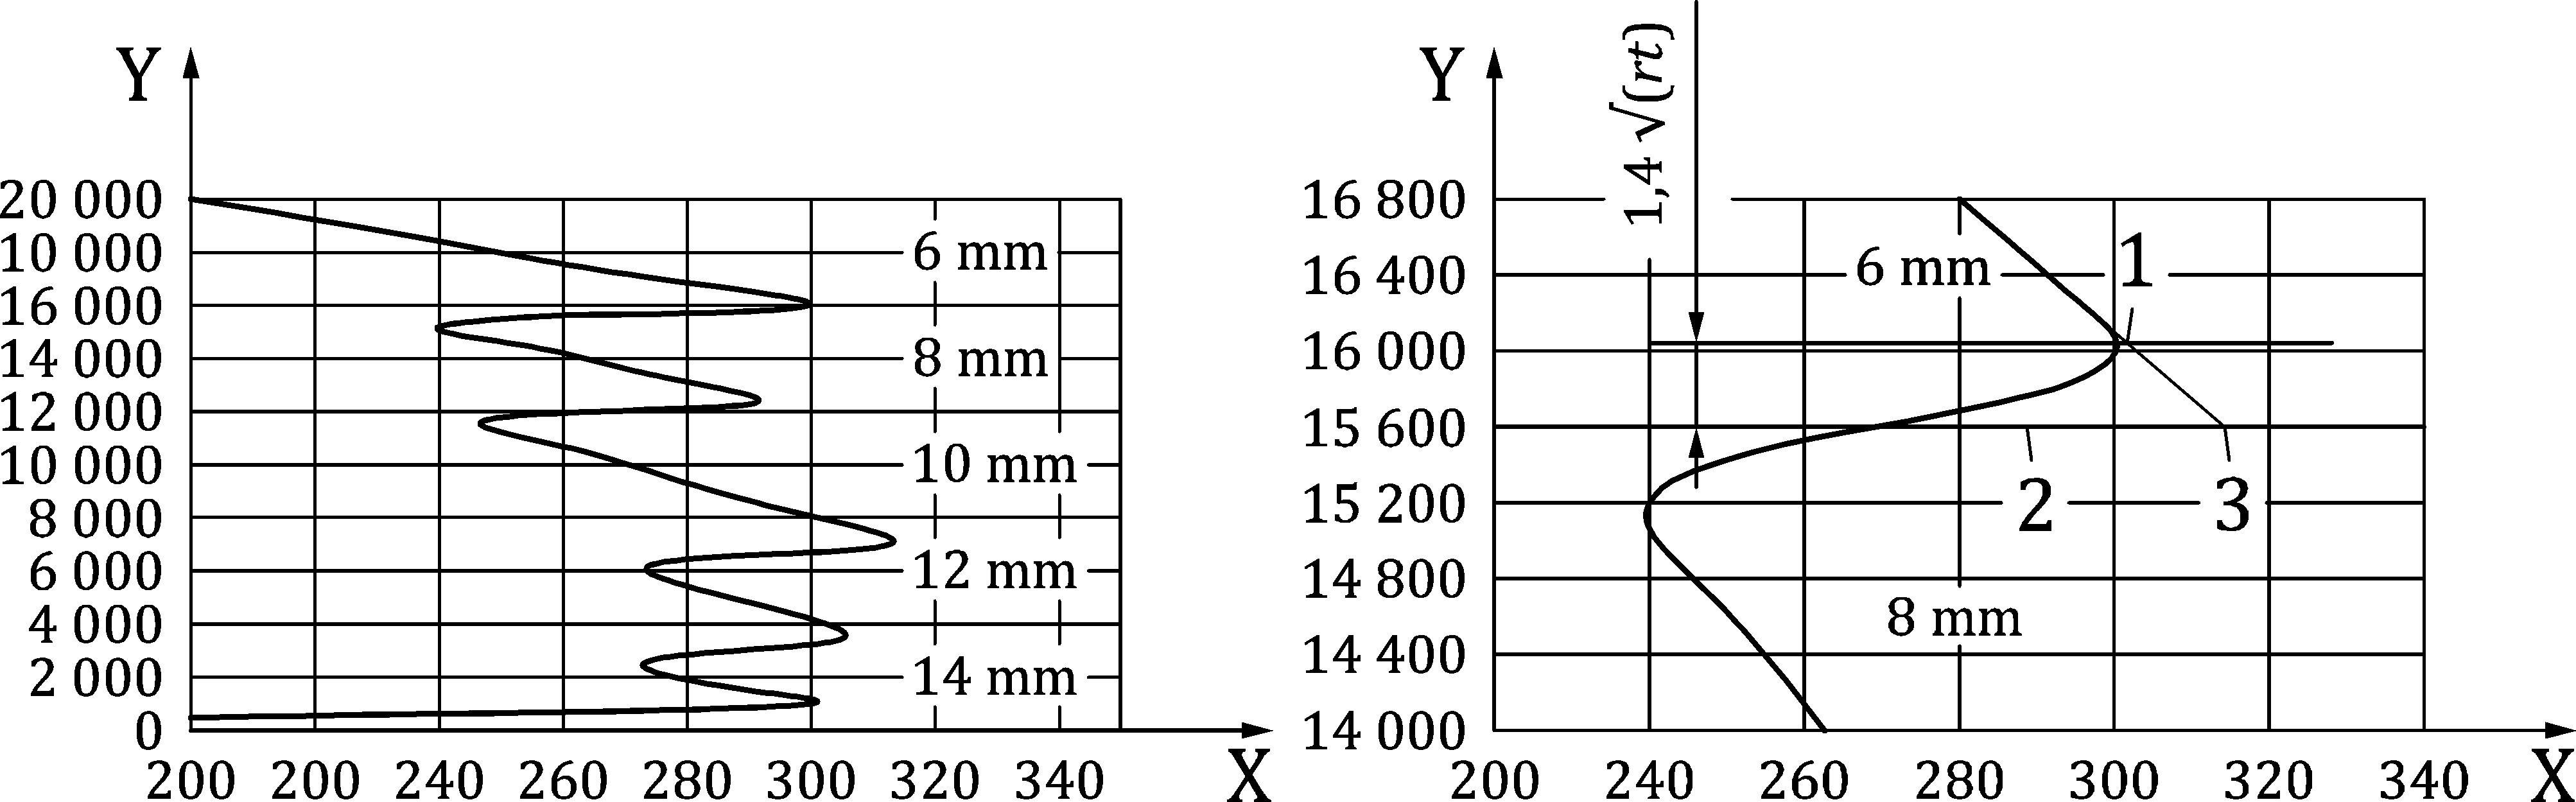 Y
20 000
10 000
16 000
14 000
12 000
10 000
8 000
6 000
4 000
2 000
0
6 mm
8 mm
10 mm
12 mm
14 mm
200 200 240 260 280 300 320 340
X
Y
1,4 √(rt)
16 800
16 400
16 000
15 600
15 200
14 800
14 400
14 000
6 mm
1
2
3
8 mm
200 240 260 280 300 320 340
X